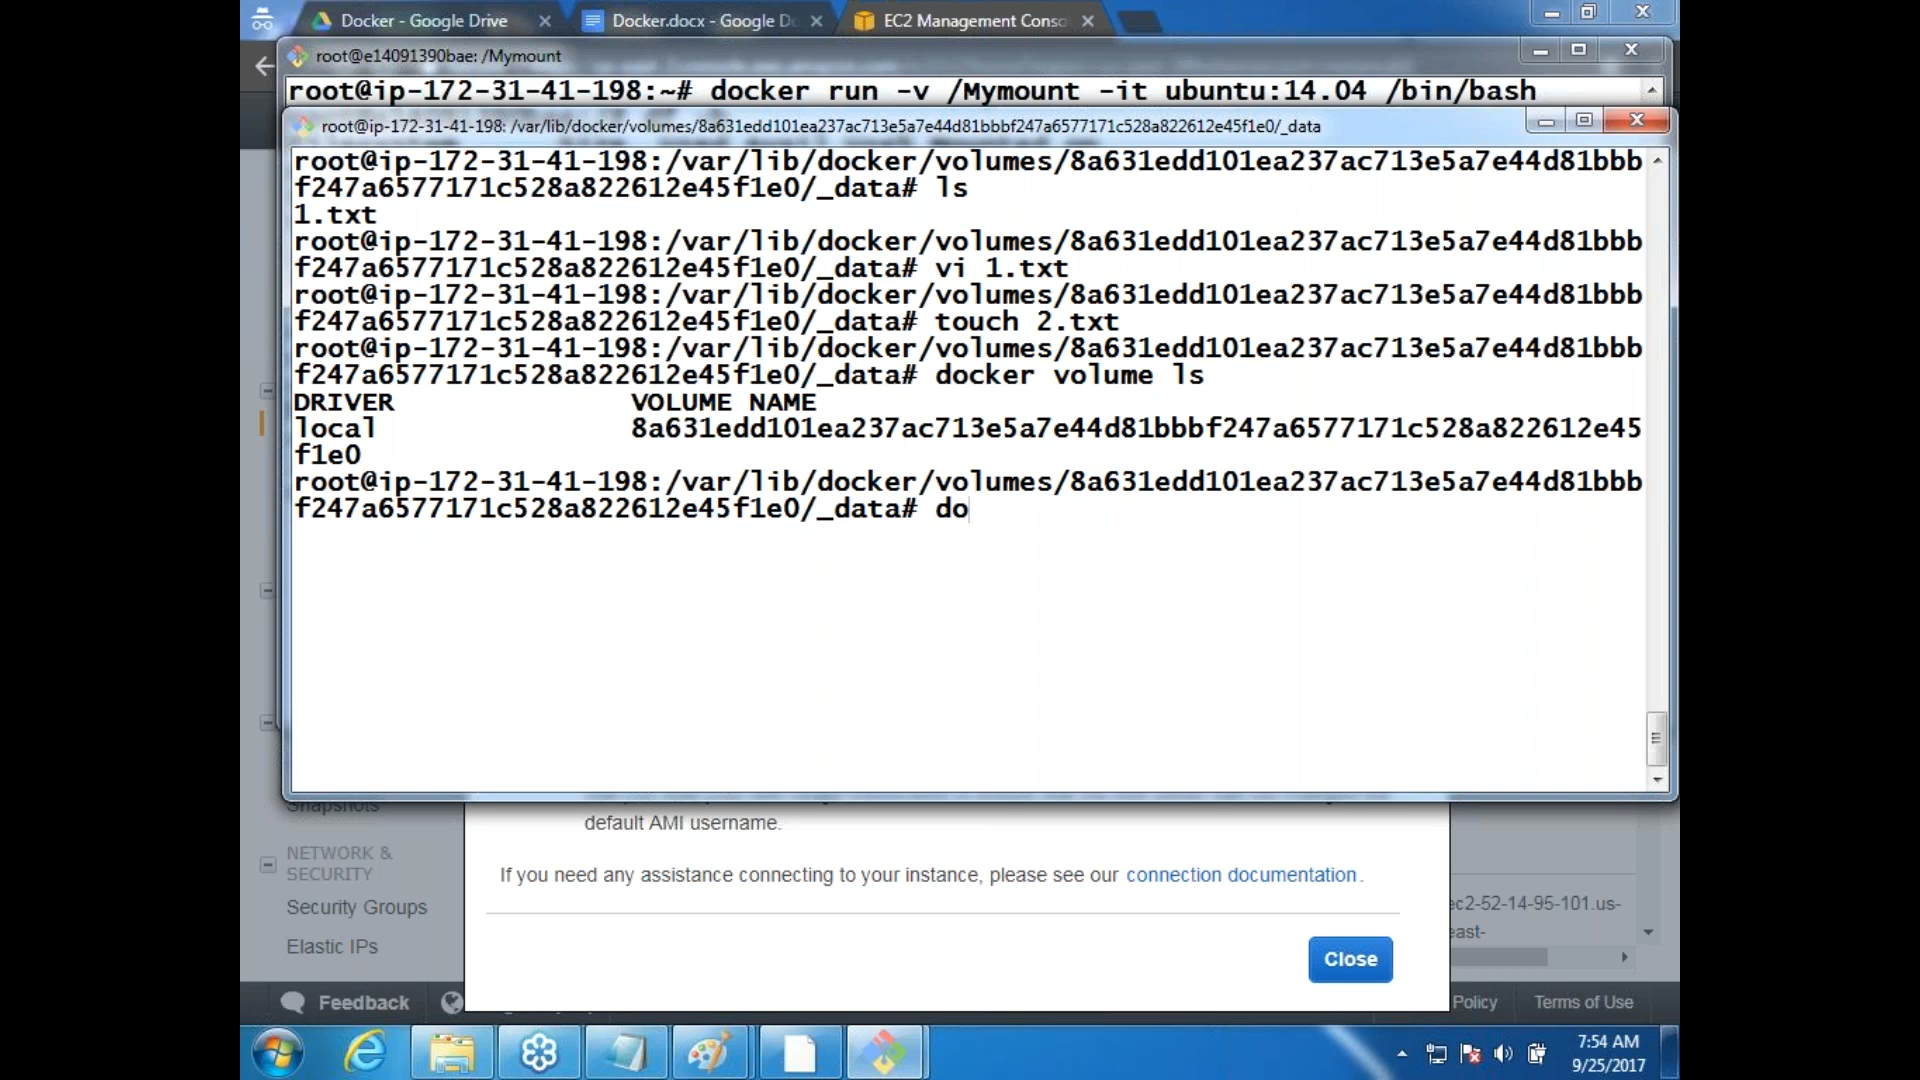 Docker - Google Drive
Docker.docx - Google D
EC2 Management Conso
root@e14091390bae: /Mymount
root@ip-172-31-41-198:~# docker run -v /Mymount -it ubuntu:14.04 /bin/bash
root@ip-172-31-41-198: /var/lib/docker/volumes/8a631edd101ea237ac713e5a7e44d81bbbf247a6577171c528a822612e45f1e0/_data
root@ip-172-31-41-198:/var/lib/docker/volumes/8a631edd101ea237ac713e5a7e44d81bbb
f247a6577171c528a822612e45f1e0/_data# ls
1.txt
root@ip-172-31-41-198:/var/lib/docker/volumes/8a631edd101ea237ac713e5a7e44d81bbb
f247a6577171c528a822612e45f1e0/_data# vi 1.txt
root@ip-172-31-41-198:/var/lib/docker/volumes/8a631edd101ea237ac713e5a7e44d81bbb
f247a6577171c528a822612e45f1e0/_data# touch 2.txt
root@ip-172-31-41-198:/var/lib/docker/volumes/8a631edd101ea237ac713e5a7e44d81bbb
f247a6577171c528a822612e45f1e0/_data# docker volume ls
DRIVER VOLUME NAME
local 8a631edd101ea237ac713e5a7e44d81bbbf247a6577171c528a822612e45
f1e0
root@ip-172-31-41-198:/var/lib/docker/volumes/8a631edd101ea237ac713e5a7e44d81bbb
f247a6577171c528a822612e45f1e0/_data# do
Snapshots
default AMI username.
NETWORK &
SECURITY
If you need any assistance connecting to your instance, please see our connection documentation.
Security Groups
ec2-52-14-95-101.us-
east-
Elastic IPs
Close
Feedback
Policy
Terms of Use
7:54 AM
9/25/2017